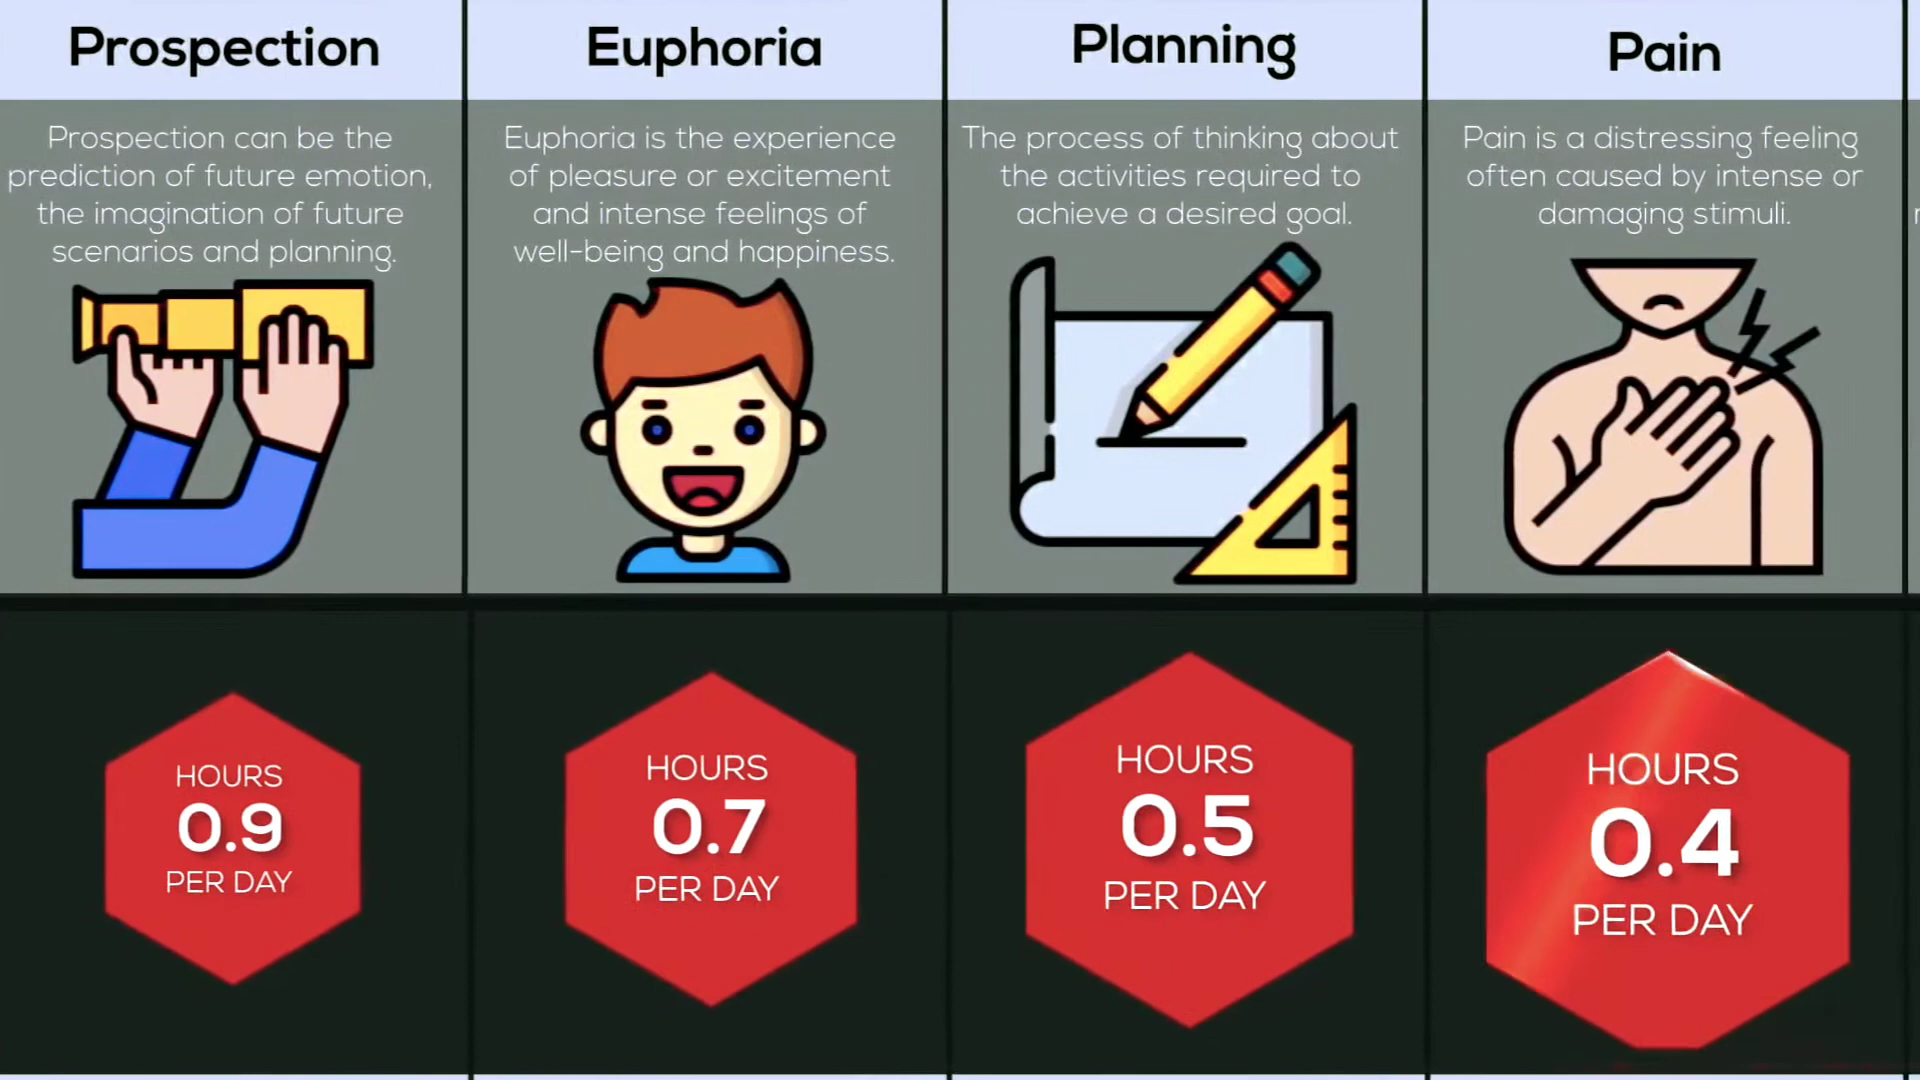 Prospection
Prospection can be the
prediction of future emotion,
the imagination of future
scenarios and planning.
HOURS
0.9
PER DAY
Euphoria
Euphoria is the experience
of pleasure or excitement
and intense feelings of
well-being and happiness.
HOURS
0.7
PER DAY
Planning
The process of thinking about
the activities required to
achieve a desired goal.
HOURS
0.5
PER DAY
Pain
Pain is a distressing feeling
often caused by intense or
damaging stimuli.
HOURS
0.4
PER DAY